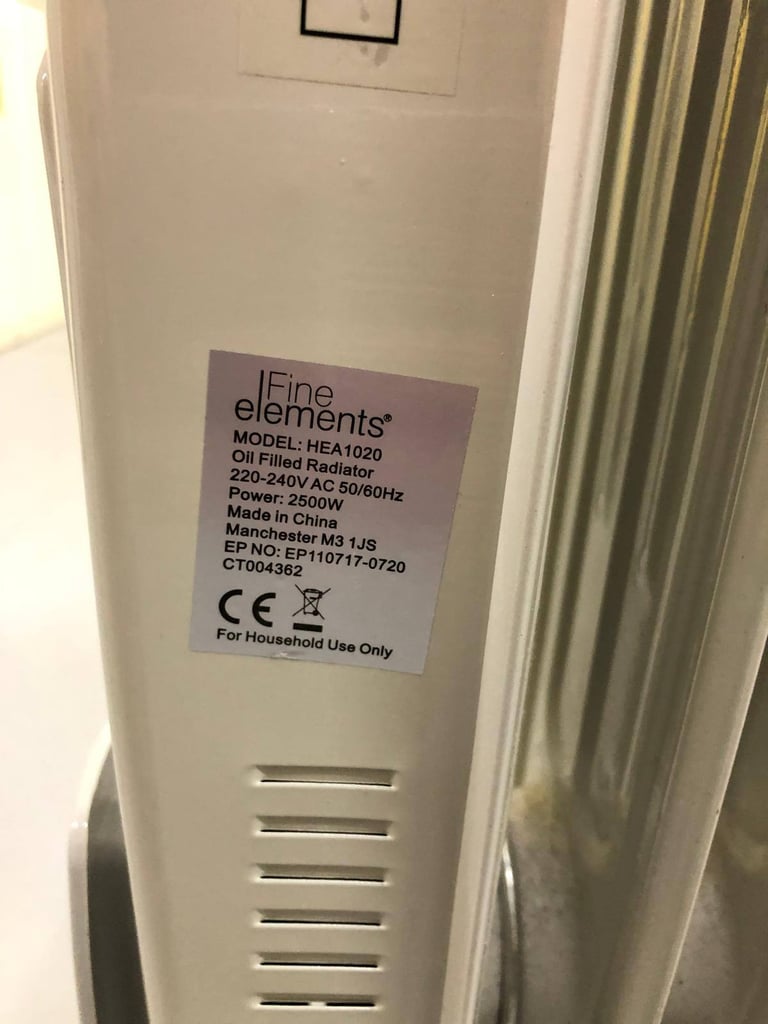 Fine
elements®
MODEL: HEA1020
Oil Filled Radiator
220-240V AC 50/60Hz
Power: 2500W
Made in China
Manchester M3 1JS
EP NO: EP110717-0720
CT004362
CE
For Household Use Only